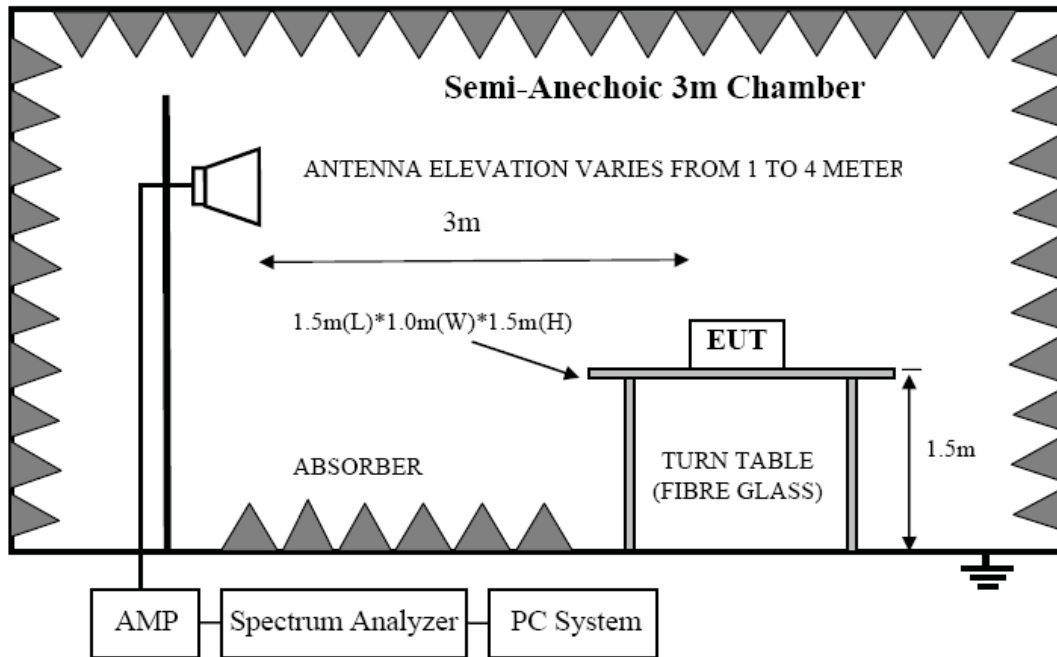 Semi-Anechoic 3m Chamber
ANTENNA ELEVATION VARIES FROM 1 TO 4 METER
3m
1.5m(L)*1.0m(W)*1.5m(H)
EUT
ABSORBER
TURN TABLE
(FIBRE GLASS)
1.5m
AMP
Spectrum Analyzer
PC System